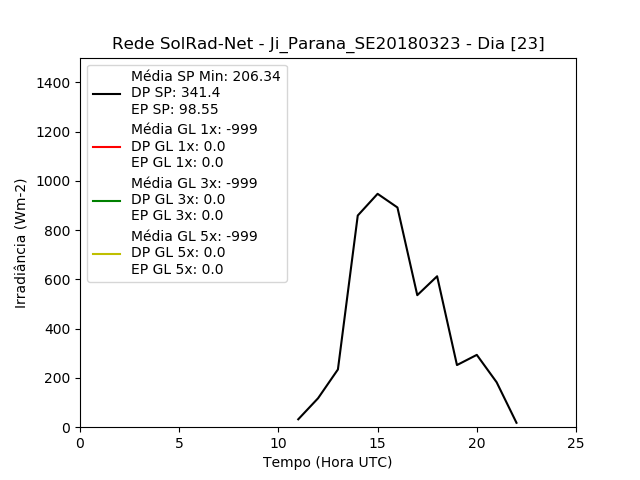 Rede SolRad-Net - Ji_Parana_SE20180323 - Dia [23]
Média SP Min: 206.34
DP SP: 341.4
EP SP: 98.55
Média GL 1x: -999
DP GL 1x: 0.0
EP GL 1x: 0.0
Média GL 3x: -999
DP GL 3x: 0.0
EP GL 3x: 0.0
Média GL 5x: -999
DP GL 5x: 0.0
EP GL 5x: 0.0
Irradiância (Wm-2)
1400
1200
1000
800
600
400
200
0
0 5 10 15 20 25
Tempo (Hora UTC)